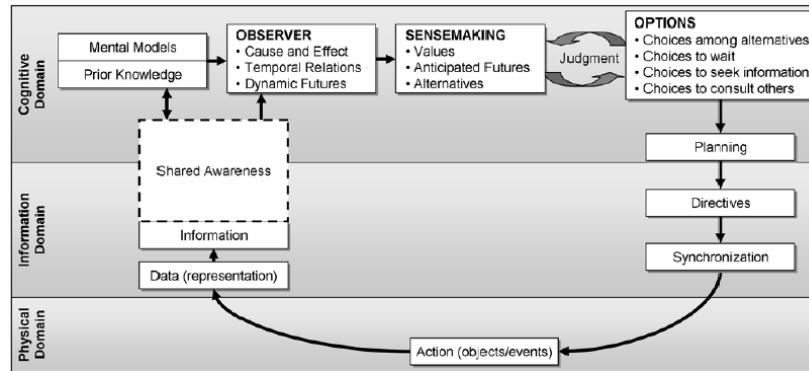 Cognitive
Domain
Mental Models
Prior Knowledge
OBSERVER
• Cause and Effect
• Temporal Relations
• Dynamic Futures
SENSEMAKING
• Values
• Anticipated Futures
• Alternatives
Judgment
OPTIONS
• Choices among alternatives
• Choices to wait
• Choices to seek information
• Choices to consult others
Shared Awareness
Planning
Information
Domain
Information
Data (representation)
Directives
Synchronization
Physical
Domain
Action (objects/events)